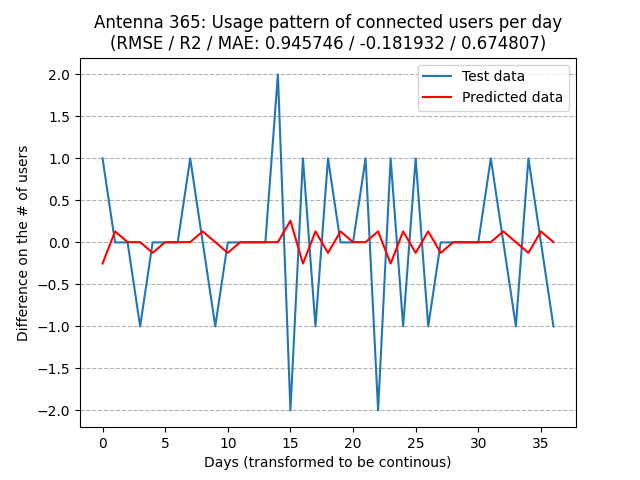 Antenna 365: Usage pattern of connected users per day
(RMSE / R2 / MAE: 0.945746 / -0.181932 / 0.674807)
Test data
Predicted data
Difference on the # of users
2.0
1.5
1.0
0.5
0.0
−0.5
−1.0
−1.5
−2.0
0 5 10 15 20 25 30 35
Days (transformed to be continous)